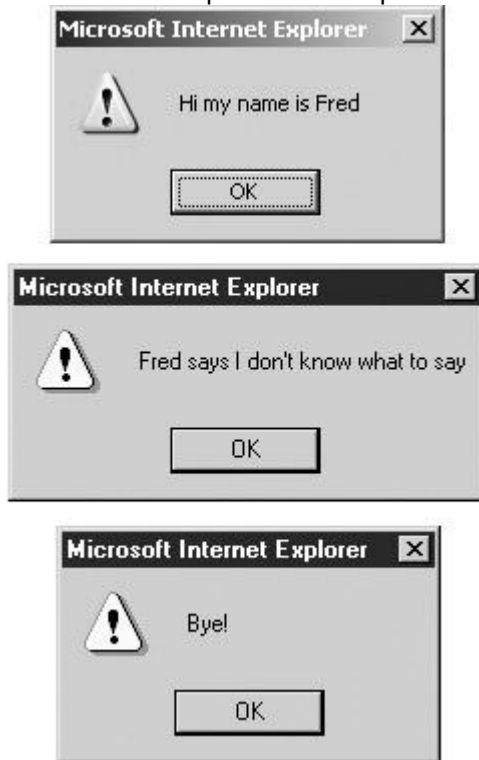 Microsoft Internet Explorer
Hi my name is Fred
OK
Microsoft Internet Explorer
Fred says I don't know what to say
OK
Microsoft Internet Explorer
Bye!
OK